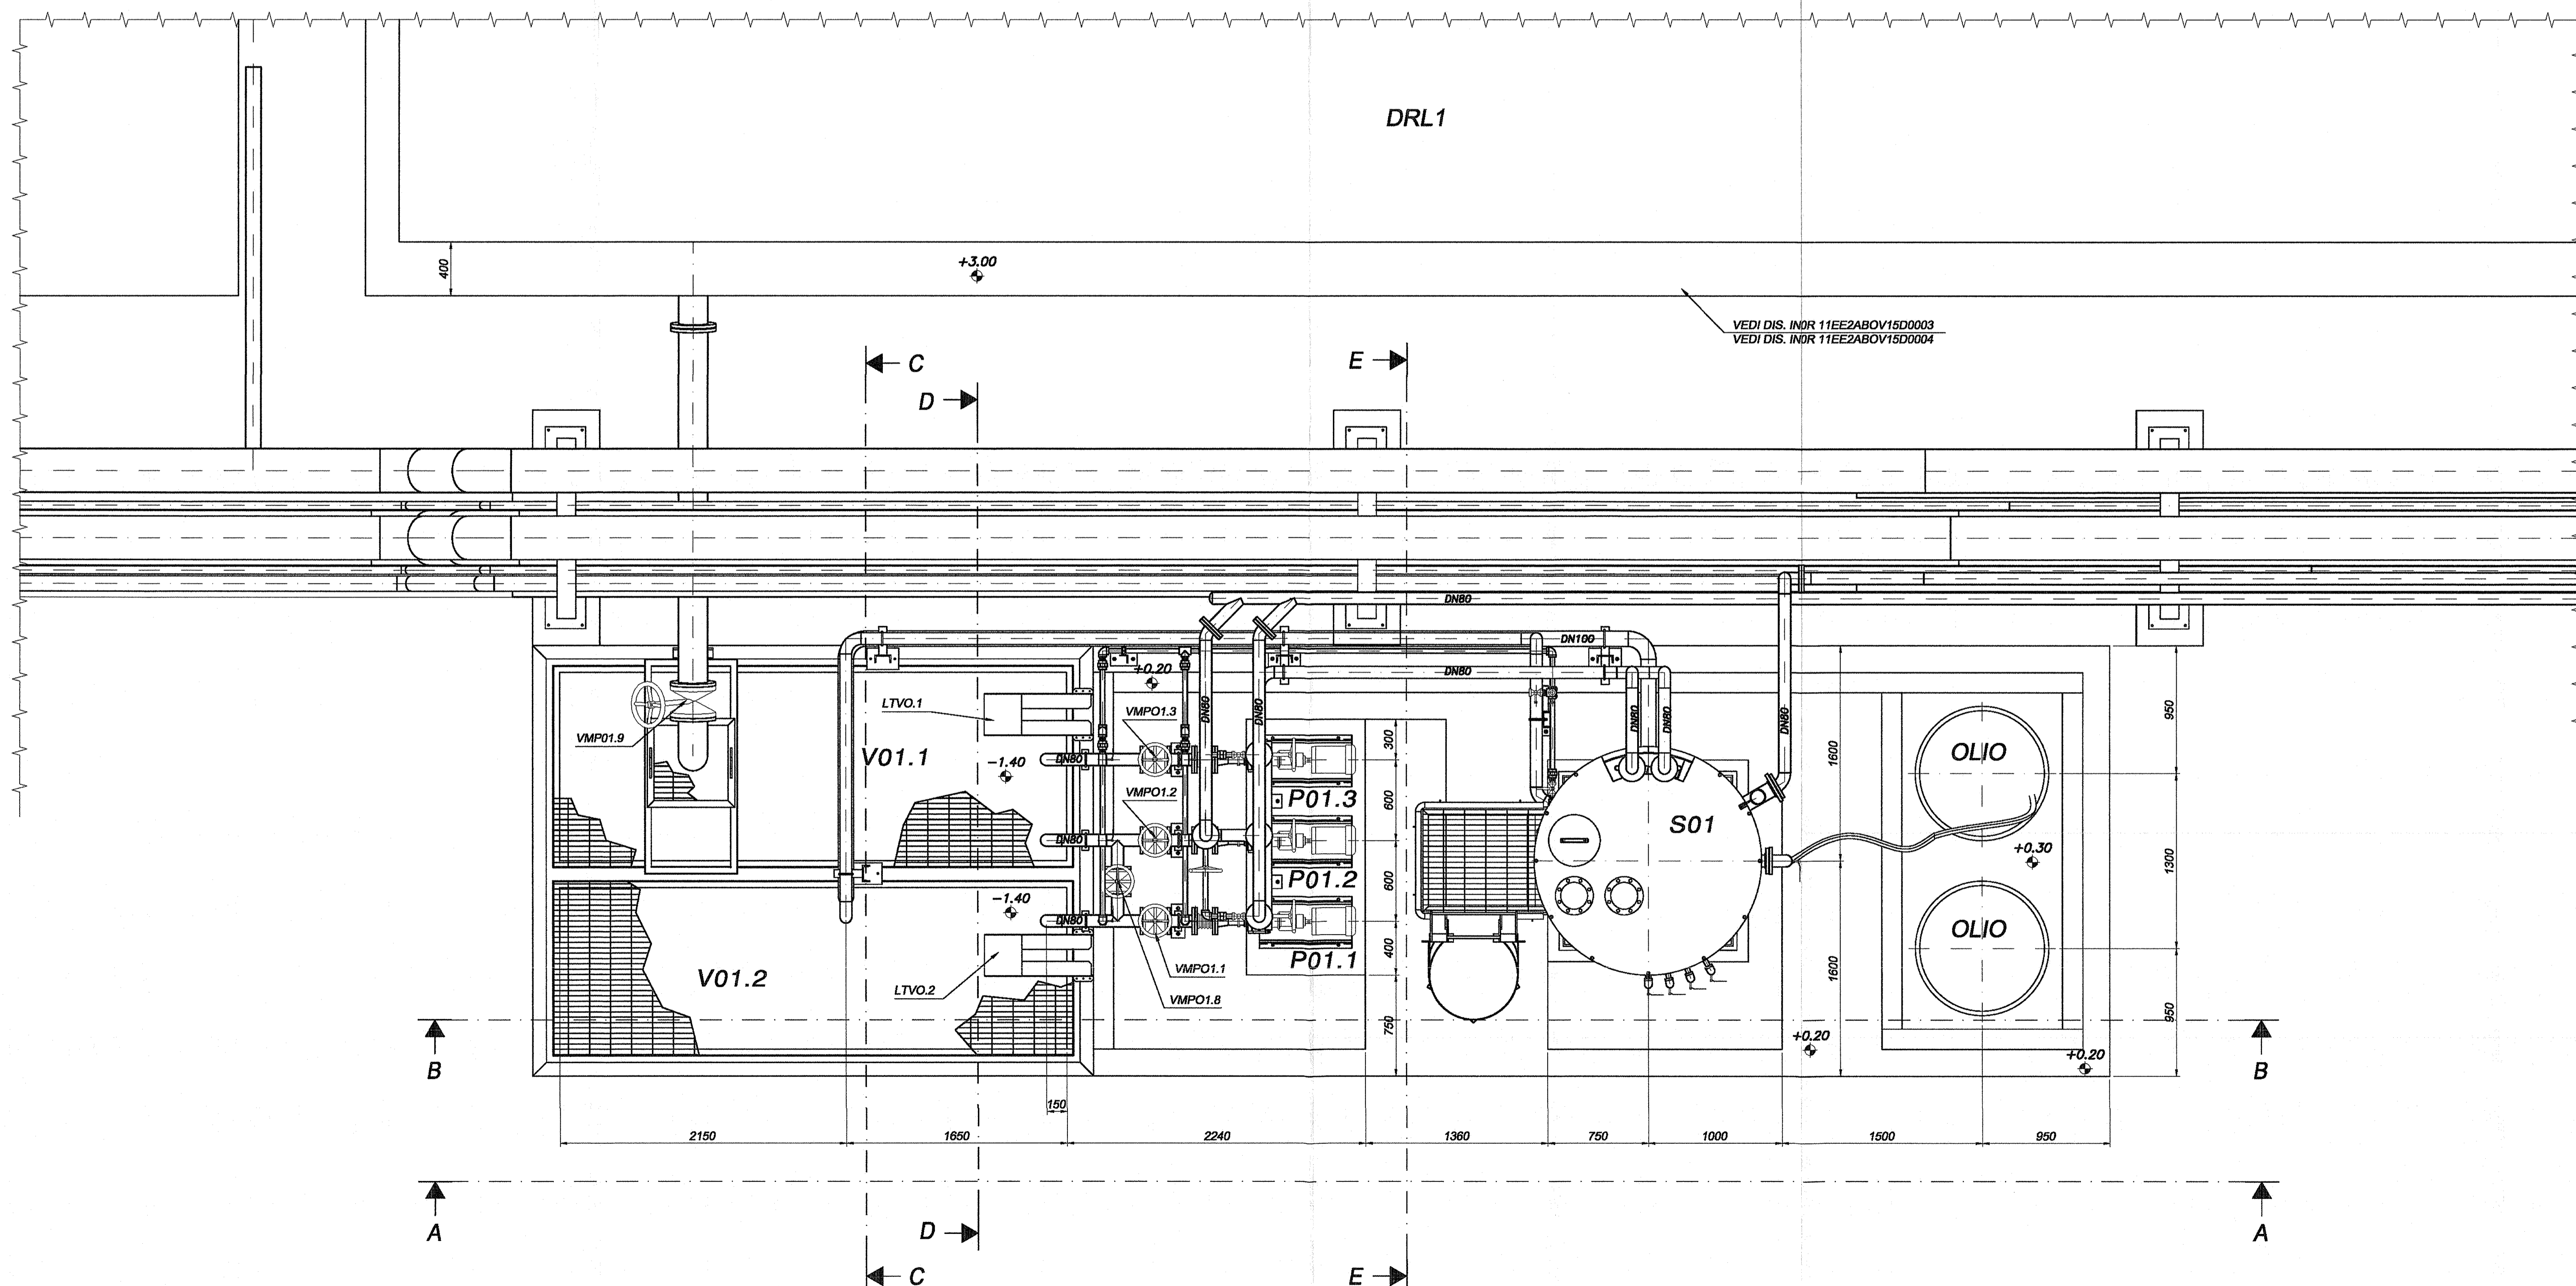 DRL1
400
+3.00
VEDI DIS. IN0R 11EE2ABOV15D0003
VEDI DIS. IN0R 11EE2ABOV15D0004
C
E
D
DN80
DN100
DN80
+0.20
DN80
DN80
DN80
DN80
DN80
LTVO.1
VMPO1.3
VMP01.9
V01.1
-1.40
DN80
300
950
1600
OLIO
VMPO1.2
P01.3
600
S01
DN80
+0.30
1300
P01.2
600
-1.40
DN80
OLIO
V01.2
VMPO1.1
P01.1
400
LTVO.2
VMPO1.8
1600
750
950
+0.20
+0.20
B
B
150
2150
1650
2240
1360
750
1000
1500
950
A
D
A
C
E